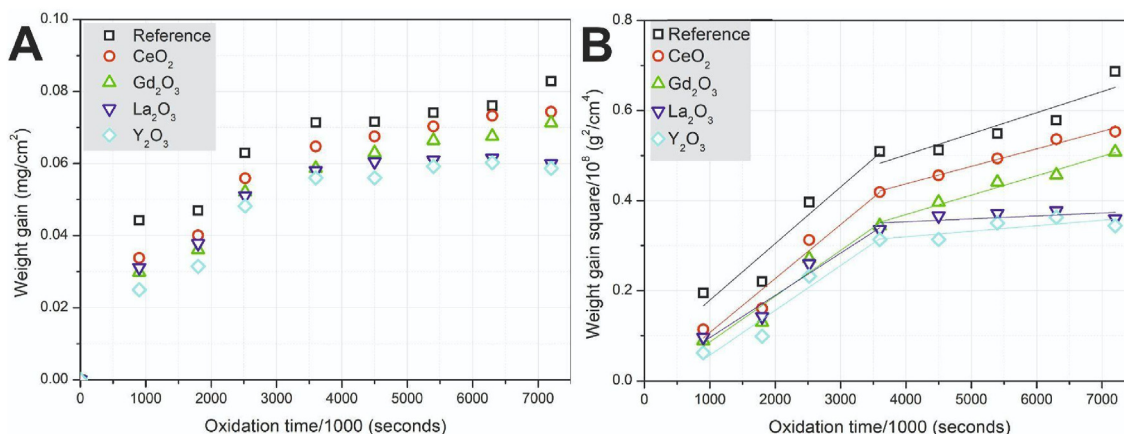 A
Reference
CeO₂
Gd₂O₃
La₂O₃
Y₂O₃
Weight gain (mg/cm²)
0.10
0.08
0.06
0.04
0.02
0.00
0 1000 2000 3000 4000 5000 6000 7000
Oxidation time/1000 (seconds)
B
Reference
CeO₂
Gd₂O₃
La₂O₃
Y₂O₃
Weight gain square/10⁸ (g²/cm⁴)
0.8
0.6
0.4
0.2
0.0
0 1000 2000 3000 4000 5000 6000 7000
Oxidation time/1000 (seconds)